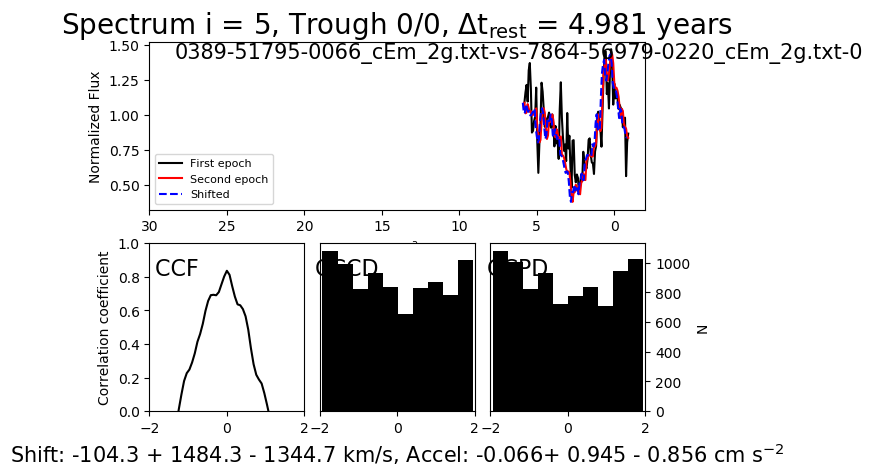 Spectrum i = 5, Trough 0/0, Δt_rest = 4.981 years
0389-51795-0066_cEm_2g.txt-vs-7864-56979-0220_cEm_2g.txt-0
Normalized Flux
1.50
1.25
1.00
0.75
0.50
First epoch
Second epoch
Shifted
30 25 20 15 10 5 0
Correlation coefficient
1.0
0.8
0.6
0.4
0.2
0.0
CCF
−2 0 2
−2 0 2
−2 0 2
1000
800
600
400
200
0
N
Shift: -104.3 + 1484.3 - 1344.7 km/s, Accel: -0.066+ 0.945 - 0.856 cm s⁻²